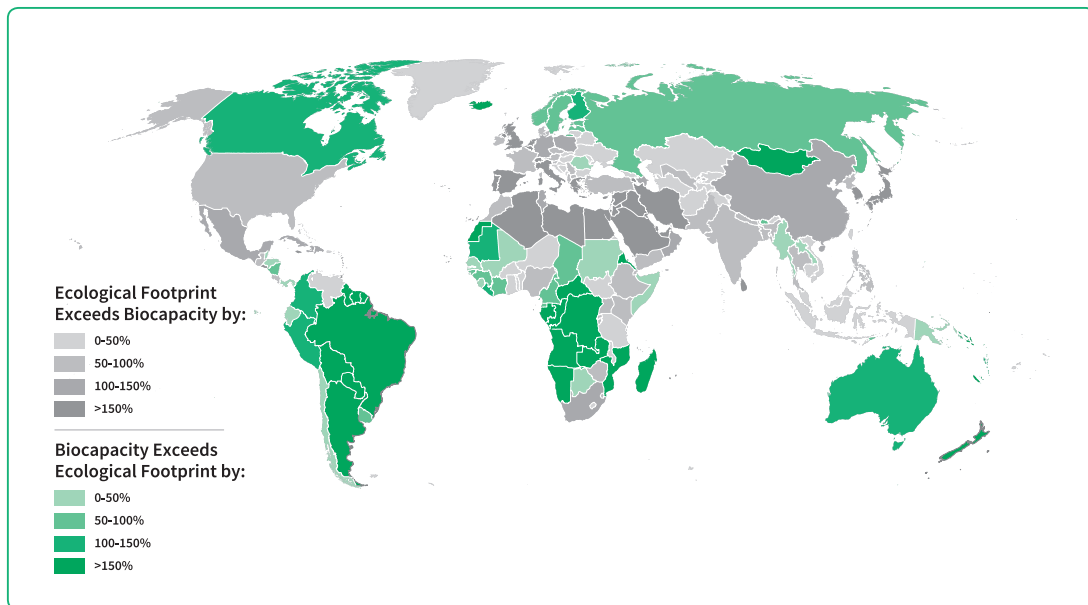 Ecological Footprint
Exceeds Biocapacity by:
0-50%
50-100%
100-150%
>150%
Biocapacity Exceeds
Ecological Footprint by:
0-50%
50-100%
100-150%
>150%